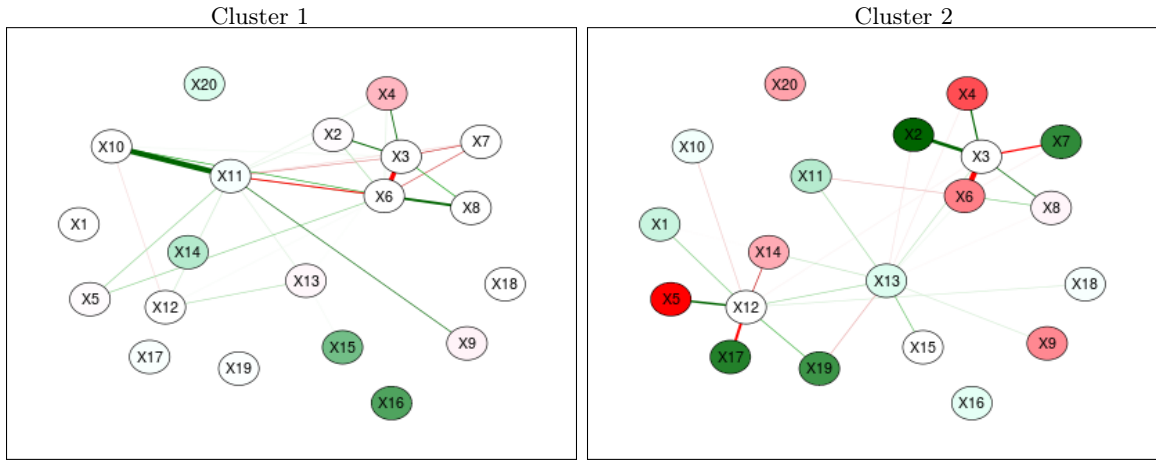 Cluster 1
X20
X4
X2
X7
X10
X3
X11
X6
X8
X1
X14
X13
X18
X5
X12
X17
X15
X9
X19
X16
Cluster 2
X20
X4
X2
X7
X10
X3
X11
X6
X8
X1
X14
X13
X18
X5
X12
X17
X15
X9
X19
X16